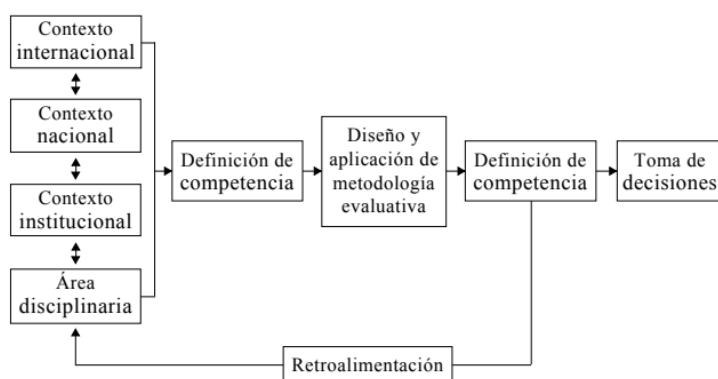 Contexto
internacional
Contexto
nacional
Contexto
institucional
Área
disciplinaria
Definición de
competencia
Diseño y
aplicación de
metodología
evaluativa
Definición de
competencia
Toma de
decisiones
Retroalimentación